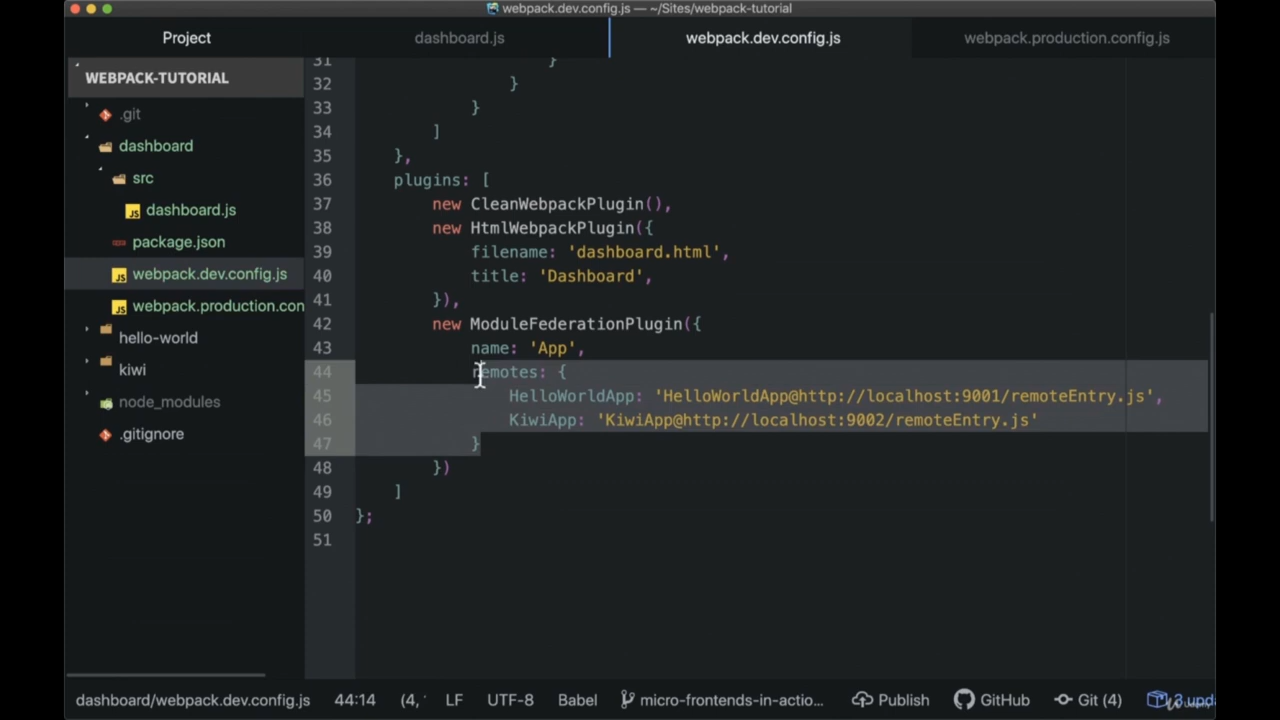 webpack.dev.config.js — ~/Sites/webpack-tutorial
Project
dashboard.js
webpack.dev.config.js
webpack.production.config.js
WEBPACK-TUTORIAL
.git
dashboard
src
dashboard.js
package.json
webpack.dev.config.js
webpack.production.con
hello-world
kiwi
node_modules
.gitignore
31 }
32 }
33 }
34 ]
35 },
36 plugins: [
37 new CleanWebpackPlugin(),
38 new HtmlWebpackPlugin({
39 filename: 'dashboard.html',
40 title: 'Dashboard',
41 }),
42 new ModuleFederationPlugin({
43 name: 'App',
44 remotes: {
45 HelloWorldApp: 'HelloWorldApp@http://localhost:9001/remoteEntry.js',
46 KiwiApp: 'KiwiApp@http://localhost:9002/remoteEntry.js'
47 }
48 })
49 ]
50 };
51
dashboard/webpack.dev.config.js 44:14 (4, LF UTF-8 Babel micro-frontends-in-actio... Publish GitHub Git (4)